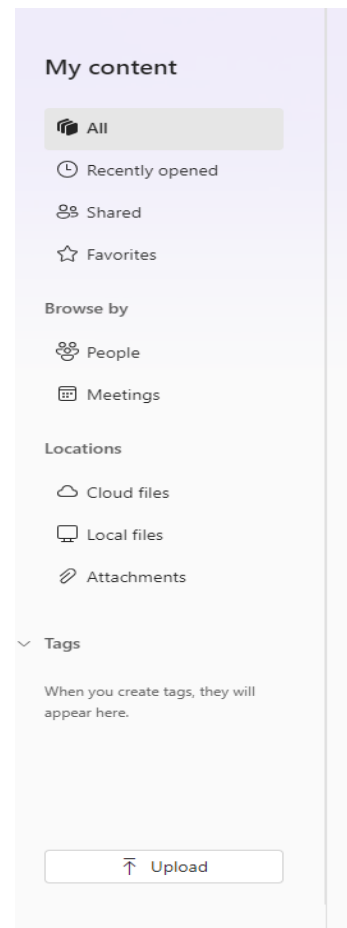 My content
All
Recently opened
Shared
Favorites
Browse by
People
Meetings
Locations
Cloud files
Local files
Attachments
Tags
When you create tags, they will
appear here.
Upload